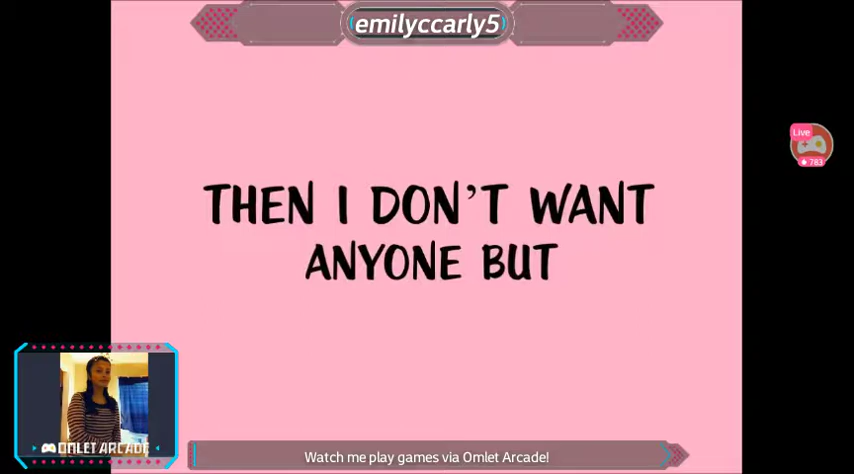 emilyccarly5
Live
783
THEN I DON'T WANT
ANYONE BUT
OMLET ARCADE
Watch me play games via Omlet Arcade!